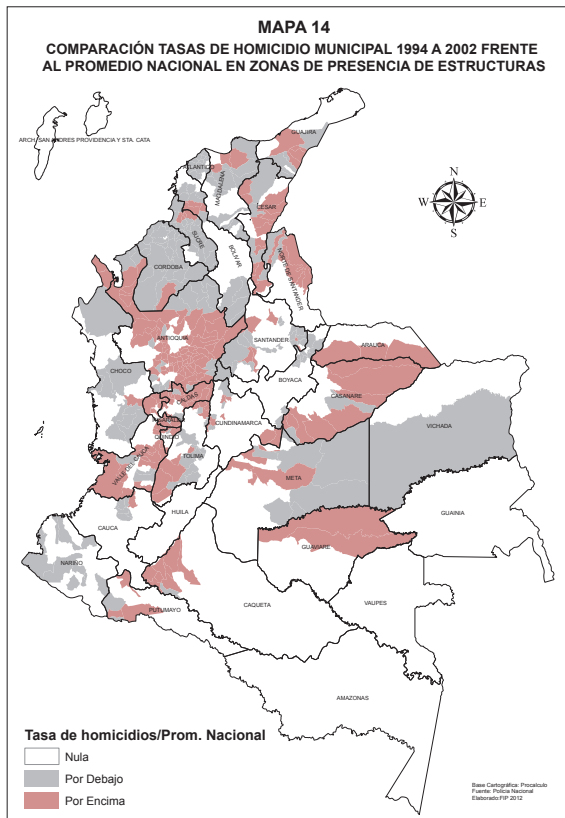 MAPA 14
COMPARACIÓN TASAS DE HOMICIDIO MUNICIPAL 1994 A 2002 FRENTE
AL PROMEDIO NACIONAL EN ZONAS DE PRESENCIA DE ESTRUCTURAS
ARCH. SAN ANDRES PROVIDENCIA Y STA. CATA
GUAJIRA
ATLANTICO
MAGDALENA
CESAR
N
W
E
S
SUCRE
BOLIVAR
NORTE DE SANTANDER
CORDOBA
ANTIOQUIA
SANTANDER
ARAUCA
CHOCO
BOYACA
CALDAS
CASANARE
RISARALDA
CUNDINAMARCA
VICHADA
QUINDIO
TOLIMA
VALLE DEL CAUCA
META
GUAINIA
CAUCA
HUILA
GUAVIARE
NARIÑO
CAQUETA
VAUPES
PUTUMAYO
AMAZONAS
Tasa de homicidios/Prom. Nacional
Nula
Por Debajo
Por Encima
Base Cartográfica: Procalculo
Fuente: Policía Nacional
Elaborado:FIP 2012